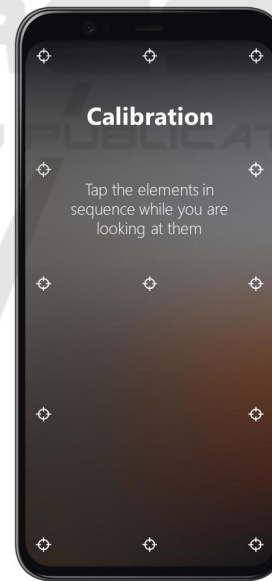 Calibration
Tap the elements in
sequence while you are
looking at them